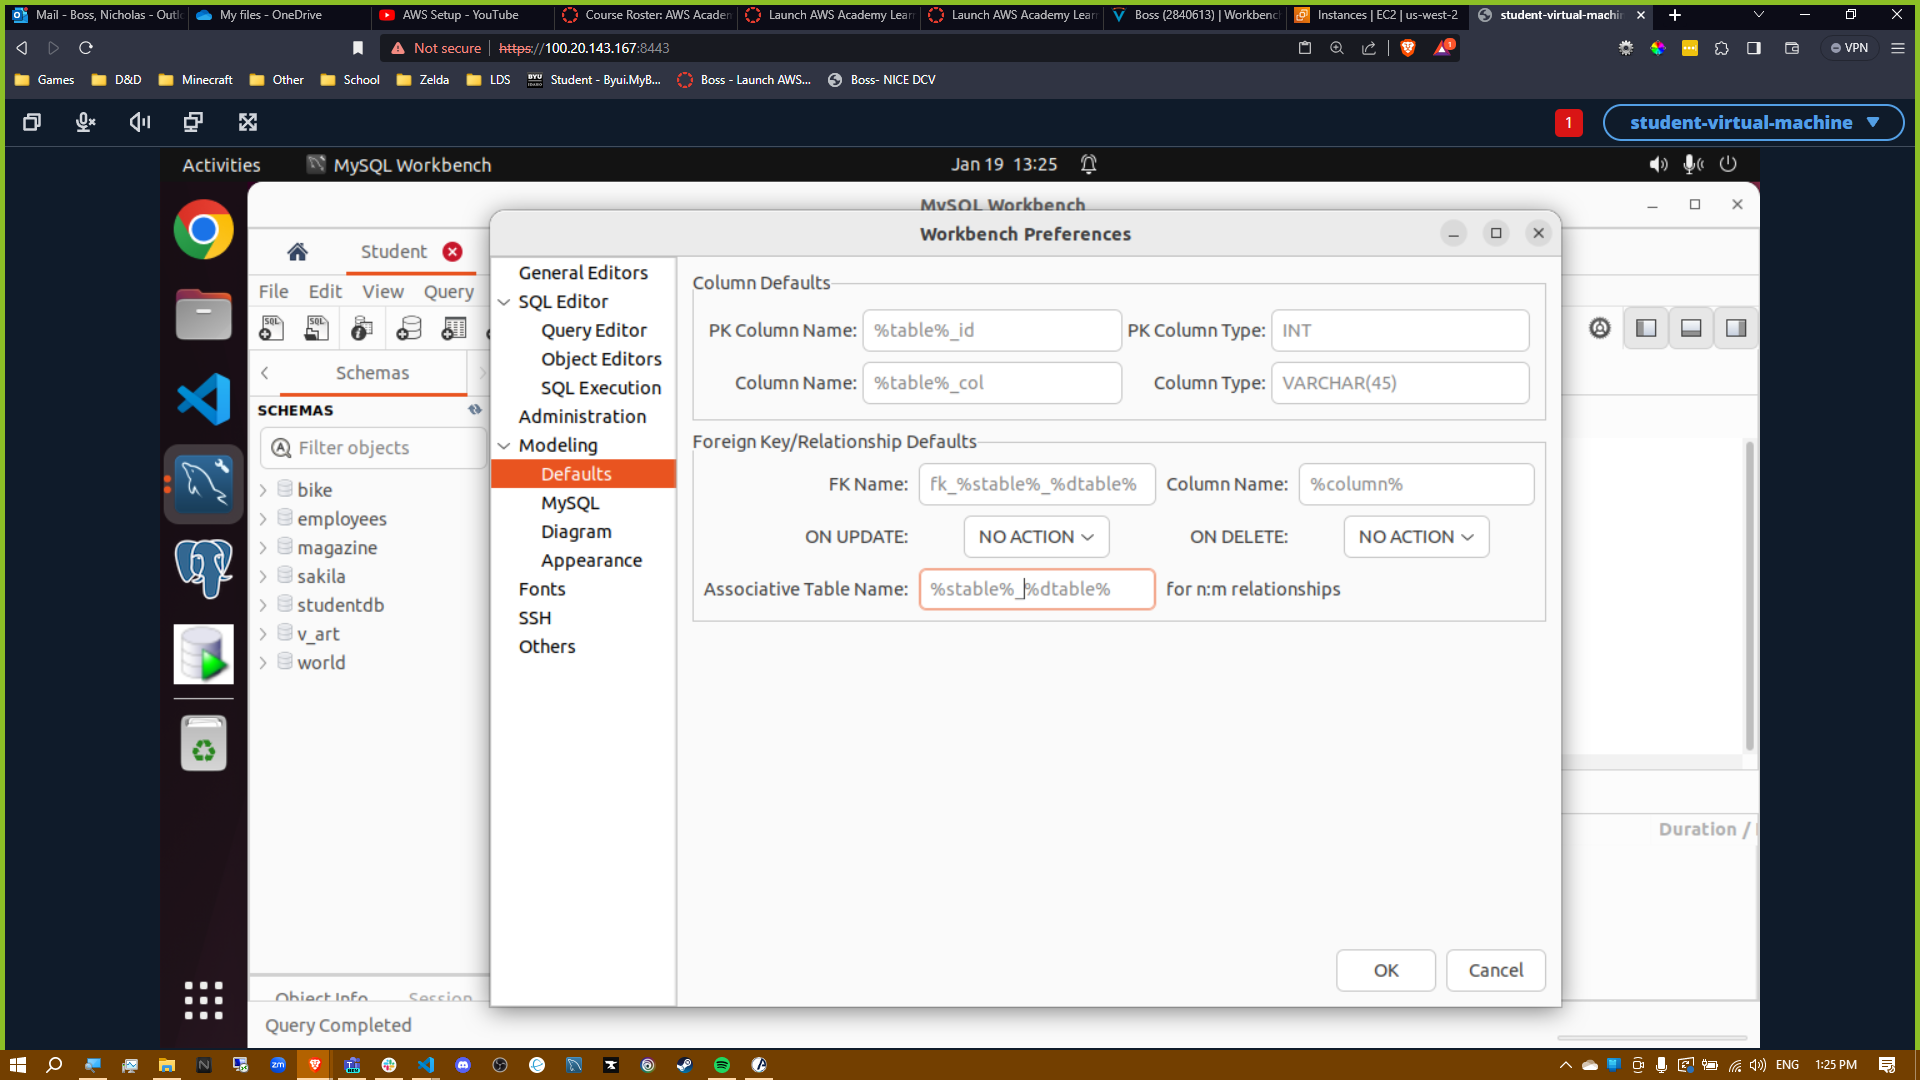 Mail - Boss, Nicholas - Outlo
My files - OneDrive
AWS Setup - YouTube
Course Roster: AWS Academ
Launch AWS Academy Learn
Launch AWS Academy Learn
Boss (2840613) | Workbench
Instances | EC2 | us-west-2
student-virtual-machin
Not secure
https://100.20.143.167:8443
1
VPN
Games
D&D
Minecraft
Other
School
Zelda
LDS
BYU
Student - Byui.MyB...
Boss - Launch AWS...
Boss- NICE DCV
1
student-virtual-machine
Activities
MySQL Workbench
Jan 19 13:25
MySQL Workbench
Student
File
Edit
View
Query
SQL
SQL
Schemas
SCHEMAS
Filter objects
bike
employees
magazine
sakila
studentdb
v_art
world
Workbench Preferences
General Editors
SQL Editor
Query Editor
Object Editors
SQL Execution
Administration
Modeling
Defaults
MySQL
Diagram
Appearance
Fonts
SSH
Others
Column Defaults
PK Column Name: %table%_id
PK Column Type: INT
Column Name: %table%_col
Column Type: VARCHAR(45)
Foreign Key/Relationship Defaults
FK Name: fk_%stable%_%dtable%
Column Name: %column%
ON UPDATE: NO ACTION
ON DELETE: NO ACTION
Associative Table Name: %stable%_%dtable% for n:m relationships
OK
Cancel
Duration /
Object Info
Session
Query Completed
zm
ENG
1:25 PM